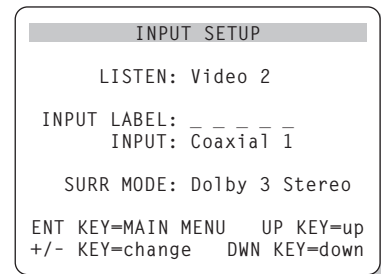 INPUT SETUP
LISTEN: Video 2
INPUT LABEL: _ _ _ _ _
INPUT: Coaxial 1
SURR MODE: Dolby 3 Stereo
ENT KEY=MAIN MENU UP KEY=up
+/- KEY=change DWN KEY=down